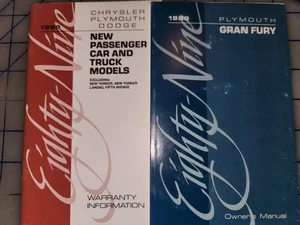 1989
Eighty-Nine
CHRYSLER
PLYMOUTH
DODGE
NEW
PASSENGER
CAR AND
TRUCK
MODELS
EXCLUDING
NEW YORKER, NEW YORKER
LANDAU, FIFTH AVENUE
WARRANTY
INFORMATION
1989
Eighty-Nine
PLYMOUTH
GRAN FURY
Owner's Manual